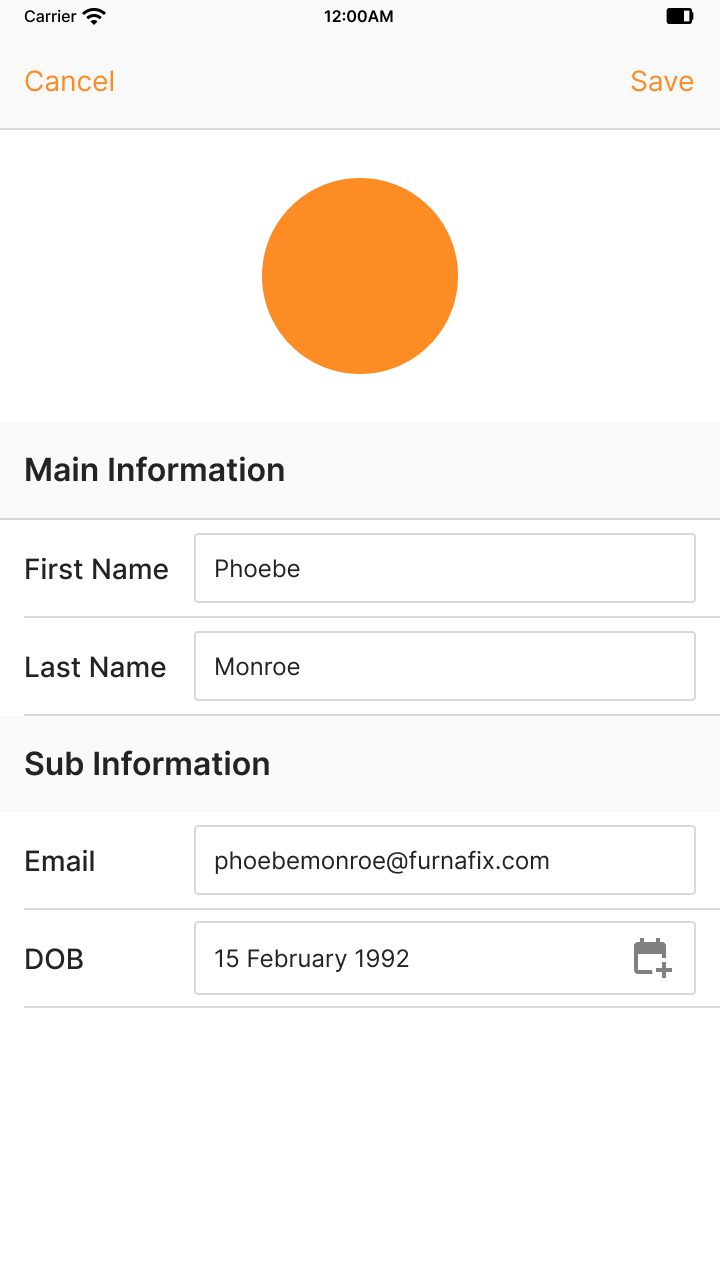 Carrier 12:00AM
Cancel Save
Main Information
First Name Phoebe
Last Name Monroe
Sub Information
Email phoebemonroe@furnafix.com
DOB 15 February 1992